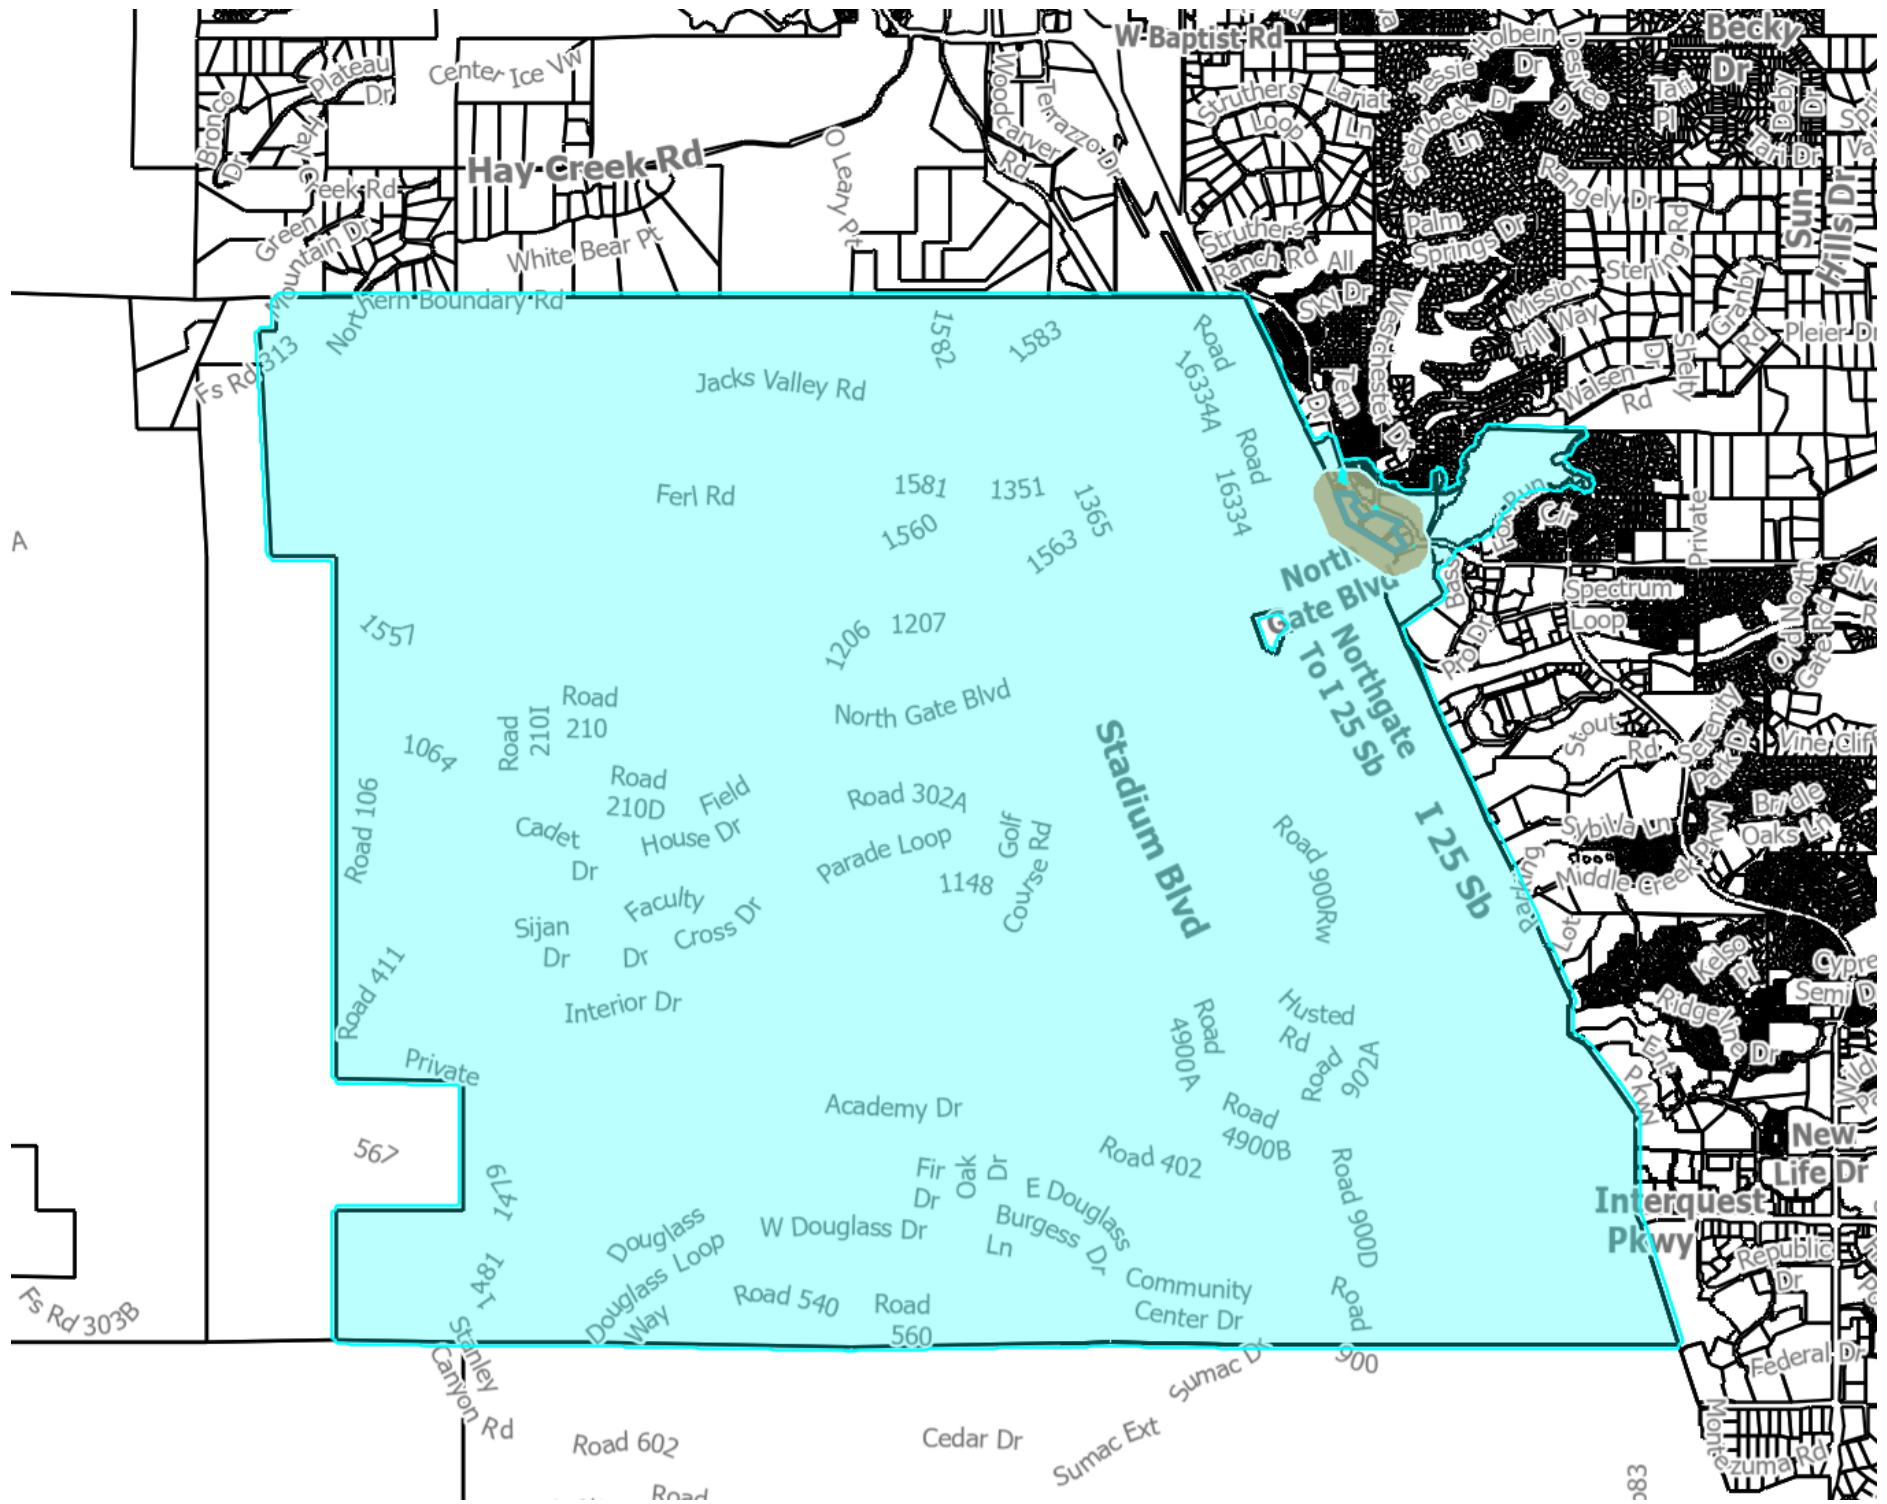 W Baptist Rd
Becky
Dr
Holbein
Dr
Desiree
Dr
Jessie
Dr
Steinbeck
Ln
Tari
Pl
Deby
Dr
Tari Dr
Plateau
Dr
Center Ice Vw
Bronco
Dr
Hay Creek Rd
Woodcarver
Rd
Terrazzo Dr
Struthers
Loop
Lariat
Ln
O Leary Pt
Rangely Dr
Sun
Hills Dr
Green
Mountain Dr
White Bear Pt
Struthers
Ranch Rd
All
Sky Dr
Palm
Springs Dr
Sterling Rd
Mission
Hill Way
Granby
Rd
Pleier Dr
Northern Boundary Rd
Fs Rd 313
Jacks Valley Rd
1582
1583
Road
16334A
Westchester Dr
Tern
Dr
Walsen
Rd
Shelty
Dr
Ferl Rd
1581
1351
1560
1563
1365
Road
16334
Fox Run
Cir
Private
A
North
Gate Blvd
Bass
Pro Dr
Spectrum
Loop
Old North
Gate Rd
1557
1206
1207
Northgate
To I 25 Sb
Road
210I
Road
210
North Gate Blvd
1064
Stout
Rd
Serenity
Park Dr
Road 106
Road
210D
Field
House Dr
Cadet
Dr
Road 302A
Parade Loop
1148
Golf
Course Rd
Stadium Blvd
Road 900Rw
I 25 Sb
Sybilla Ln
Bridle
Oaks Ln
Middle Creek Pkwy
Parking
Lot
Faculty
Dr
Cross Dr
Sijan
Dr
Interior Dr
Road 411
Private
Kelso
Pl
Ridgeline Dr
Road
4900A
Husted
Rd
Road
902A
Ent
Pkwy
Academy Dr
Road
4900B
567
Road 402
New
Life Dr
Interquest
Pkwy
1479
Fir
Dr
Oak
Dr
E Douglass
Dr
Burgess
Ln
W Douglass Dr
Douglass
Loop
Road 900D
Republic
Dr
1481
Douglass
Way
Road 540
Road
560
Community
Center Dr
Road
900
Fs Rd 303B
Stanley
Canyon Rd
Sumac Dr
Federal Dr
Road 602
Cedar Dr
Sumac Ext
Montezuma Rd
Road